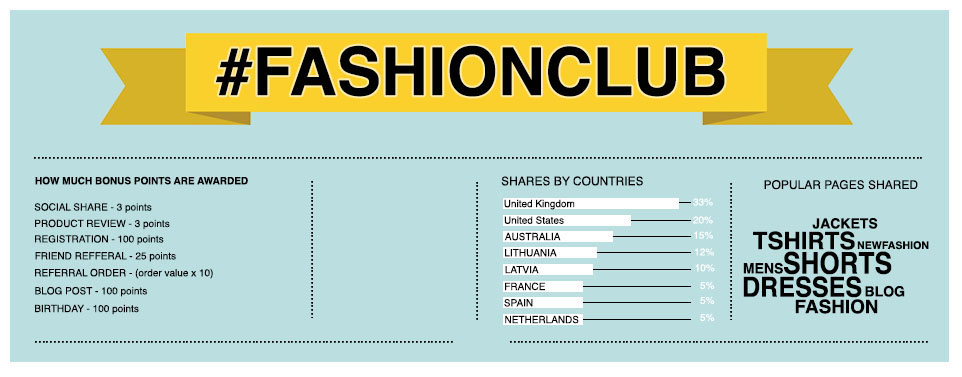 #FASHIONCLUB
HOW MUCH BONUS POINTS ARE AWARDED
SOCIAL SHARE - 3 points
PRODUCT REVIEW - 3 points
REGISTRATION - 100 points
FRIEND REFFERAL - 25 points
REFERRAL ORDER - (order value x 10)
BLOG POST - 100 points
BIRTHDAY - 100 points
SHARES BY COUNTRIES
United Kingdom 33%
United States 20%
AUSTRALIA 15%
LITHUANIA 12%
LATVIA 10%
FRANCE 5%
SPAIN 5%
NETHERLANDS 5%
POPULAR PAGES SHARED
JACKETS
TSHIRTS NEWFASHION
MENS SHORTS
DRESSES BLOG
FASHION